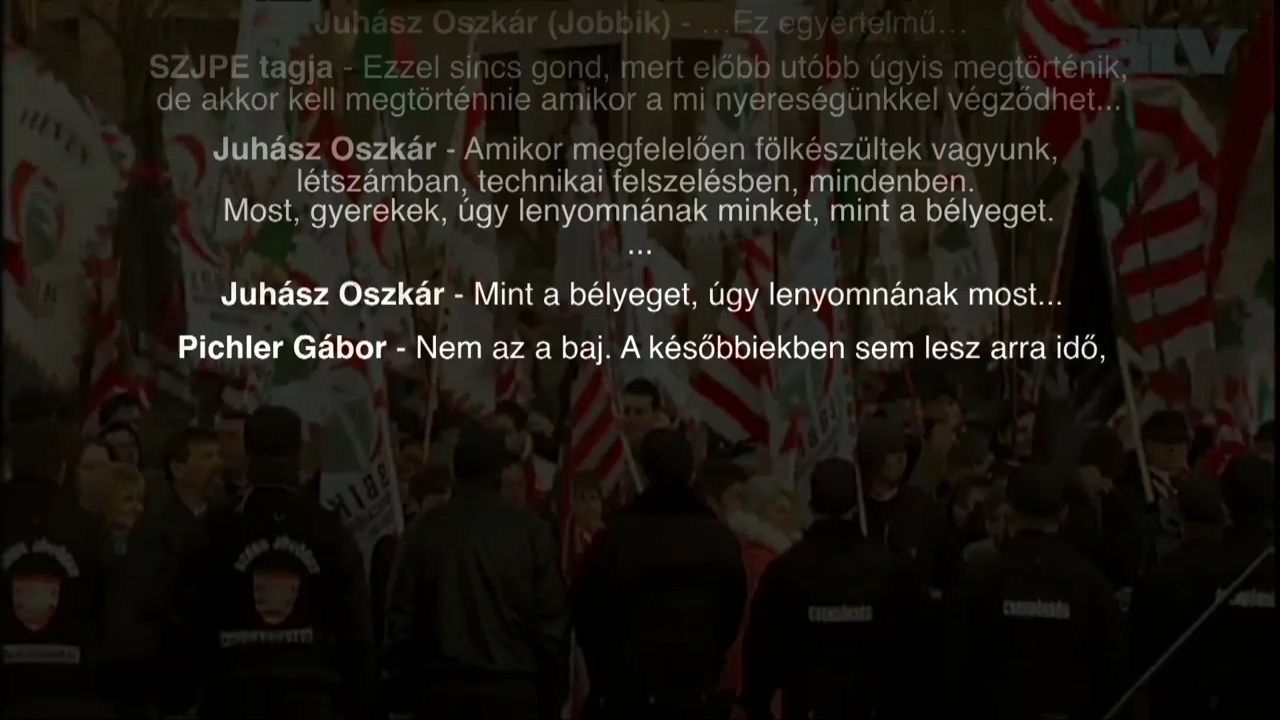 Juhász Oszkár (Jobbik) - ...Ez egyértelmű...
SZJPE tagja - Ezzel sincs gond, mert előbb utóbb úgyis megtörténik,
de akkor kell megtörténnie amikor a mi nyereségünkkel végződhet...
Juhász Oszkár - Amikor megfelelően fölkészültek vagyunk,
létszámban, technikai felszelésben, mindenben.
Most, gyerekek, úgy lenyomnának minket, mint a bélyeget.
...
Juhász Oszkár - Mint a bélyeget, úgy lenyomnának most...
Pichler Gábor - Nem az a baj. A későbbiekben sem lesz arra idő,
ATV
HEVES
CSENDŐRSÉG